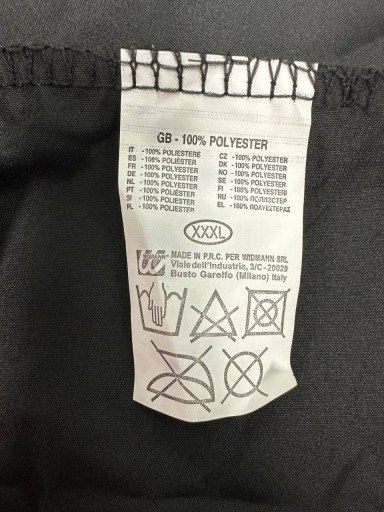 GB - 100% POLYESTER
IT - 100% POLIESTERE CZ - 100% POLYESTER
ES - 100% POLIÉSTER DK - 100% POLYESTER
FR - 100% POLYESTER NO - 100% POLYESTER
DE - 100% POLYESTER SE - 100% POLYESTER
NL - 100% POLYESTER FI - 100% POLYESTERI
PT - 100% POLIÉSTER RU - 100% ПОЛИЭСТЕР
SI - 100% POLIESTER EL - 100% ΠΟΛΥΕΣΤΕΡΑΣ
PL - 100% POLYESTER
XXXL
WIDMANN MADE IN P.R.C. PER WIDMANN SRL
Viale dell'Industria, 3/C - 20020
Busto Garolfo (Milano) Italy